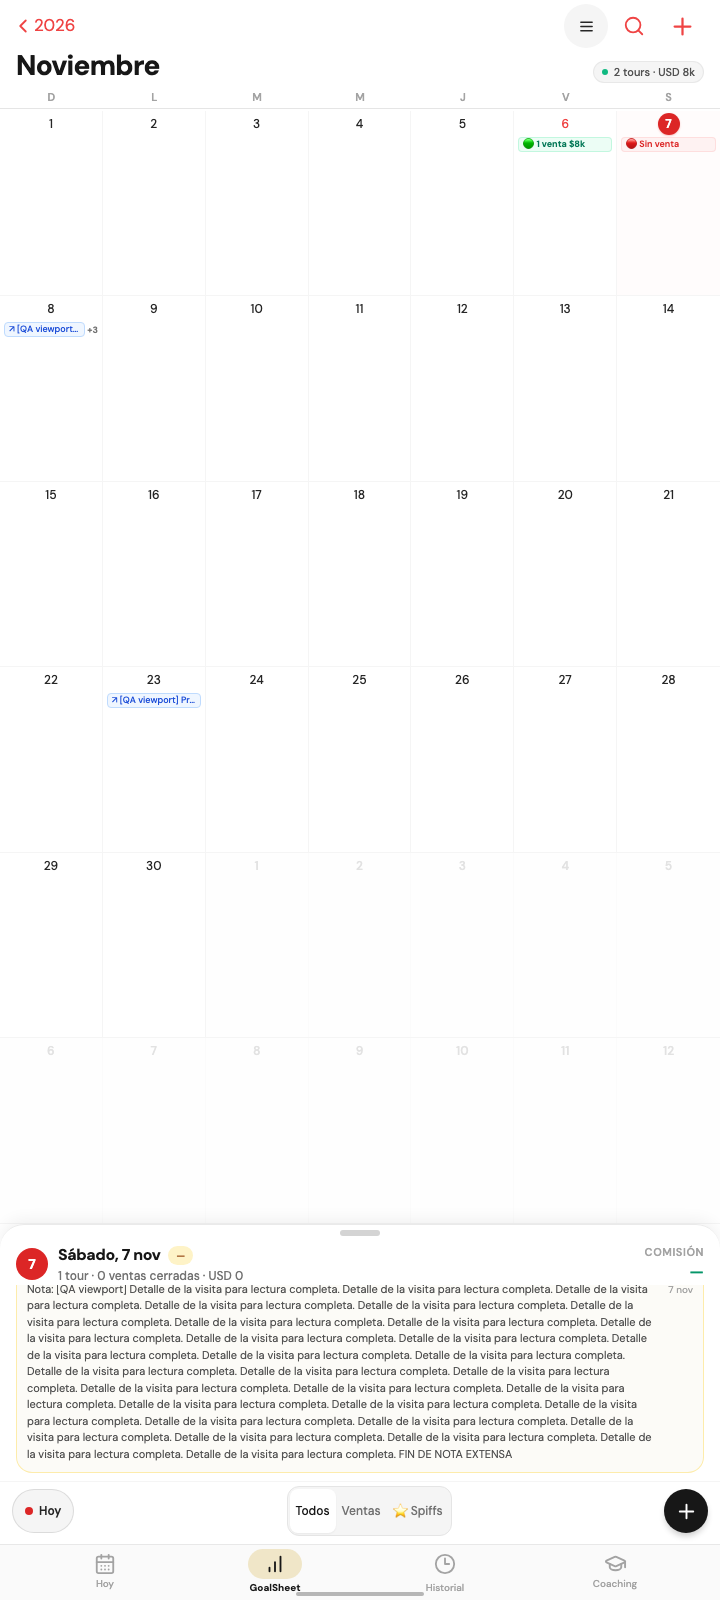 2026
Noviembre
2 tours · USD 8k
D L M M J V S
1 2 3 4 5 6 7
1 venta $8k
Sin venta
8 9 10 11 12 13 14
[QA viewport... +3
15 16 17 18 19 20 21
22 23 24 25 26 27 28
[QA viewport] Pr...
29 30 1 2 3 4 5
6 7 8 9 10 11 12
7
Sábado, 7 nov –
COMISIÓN
1 tour · 0 ventas cerradas · USD 0
—
Nota: [QA viewport] Detalle de la visita para lectura completa. Detalle de la visita para lectura completa. Detalle de la visita
7 nov
para lectura completa. Detalle de la visita para lectura completa. Detalle de la visita para lectura completa. Detalle de la
visita para lectura completa. Detalle de la visita para lectura completa. Detalle de la visita para lectura completa. Detalle de
la visita para lectura completa. Detalle de la visita para lectura completa. Detalle de la visita para lectura completa. Detalle
de la visita para lectura completa. Detalle de la visita para lectura completa. Detalle de la visita para lectura completa.
Detalle de la visita para lectura completa. Detalle de la visita para lectura completa. Detalle de la visita para lectura
completa. Detalle de la visita para lectura completa. Detalle de la visita para lectura completa. Detalle de la visita para
lectura completa. Detalle de la visita para lectura completa. Detalle de la visita para lectura completa. Detalle de la visita
para lectura completa. Detalle de la visita para lectura completa. Detalle de la visita para lectura completa. Detalle de la
visita para lectura completa. Detalle de la visita para lectura completa. Detalle de la visita para lectura completa. Detalle de
la visita para lectura completa. Detalle de la visita para lectura completa. FIN DE NOTA EXTENSA
Hoy
Todos Ventas ⭐Spiffs
Hoy GoalSheet Historial Coaching